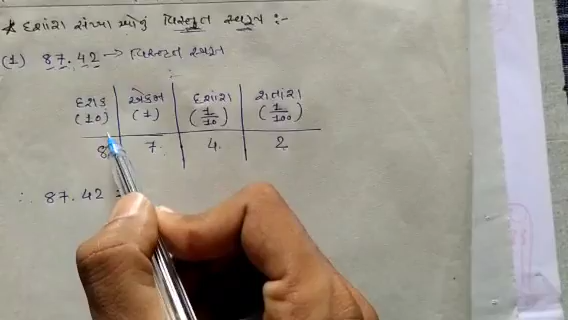 * દશાંશ સંખ્યાઓનું વિસ્તૃત સ્વરૂપ :-
(1) 87.42 → વિસ્તૃત સ્વરૂપ
દશક એકમ દશાંશ શતાંશ
(10) (1) (1/10) (1/100)
8 7 4 2
∴ 87.42 =